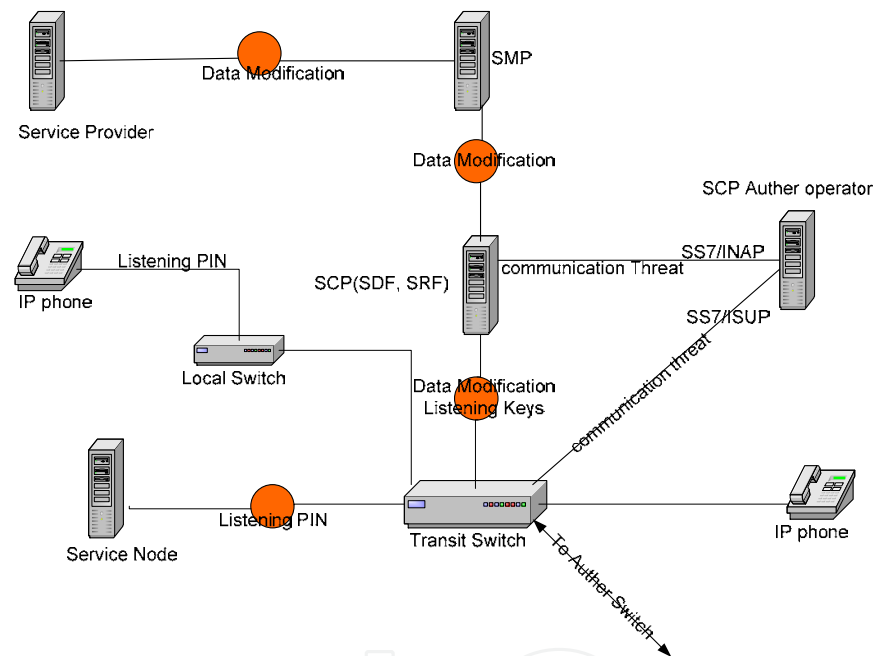 SMP
Data Modification
Service Provider
Data Modification
SCP Auther operator
Listening PIN
SS7/INAP
communication Threat
SCP(SDF, SRF)
IP phone
SS7/ISUP
communication threat
Local Switch
Data Modification
Listening Keys
Listening PIN
Transit Switch
IP phone
Service Node
To Auther Switch